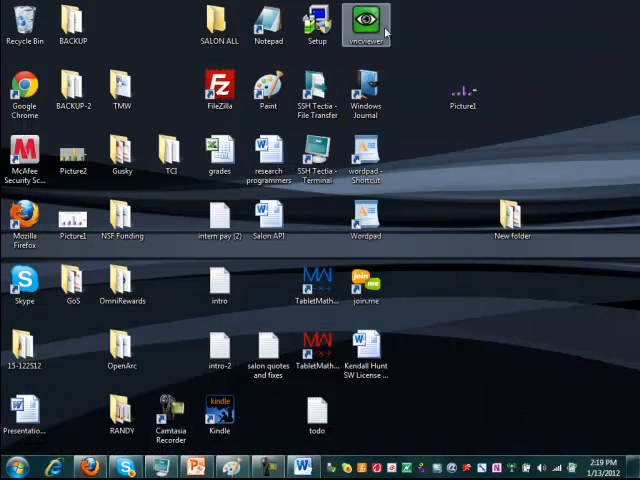 Recycle Bin
BACKUP
SALON ALL
Notepad
Setup
vncviewer
Google
Chrome
BACKUP-2
TMW
FileZilla
Paint
SSH Tectia -
File Transfer
Windows
Journal
Picture1
McAfee
Security Sc...
Picture2
Gusky
TCI
grades
research
programmers
SSH Tectia -
Terminal
wordpad -
Shortcut
Mozilla
Firefox
Picture1
NSF Funding
intern pay (2)
Salon API
Wordpad
New folder
Skype
GoS
OmniRewards
intro
TabletMath...
join.me
15-122S12
OpenArc
intro-2
salon quotes
and fixes
TabletMath...
Kendall Hunt
SW License ...
Presentatio...
RANDY
Camtasia
Recorder
Kindle
todo
2:19 PM
1/13/2012